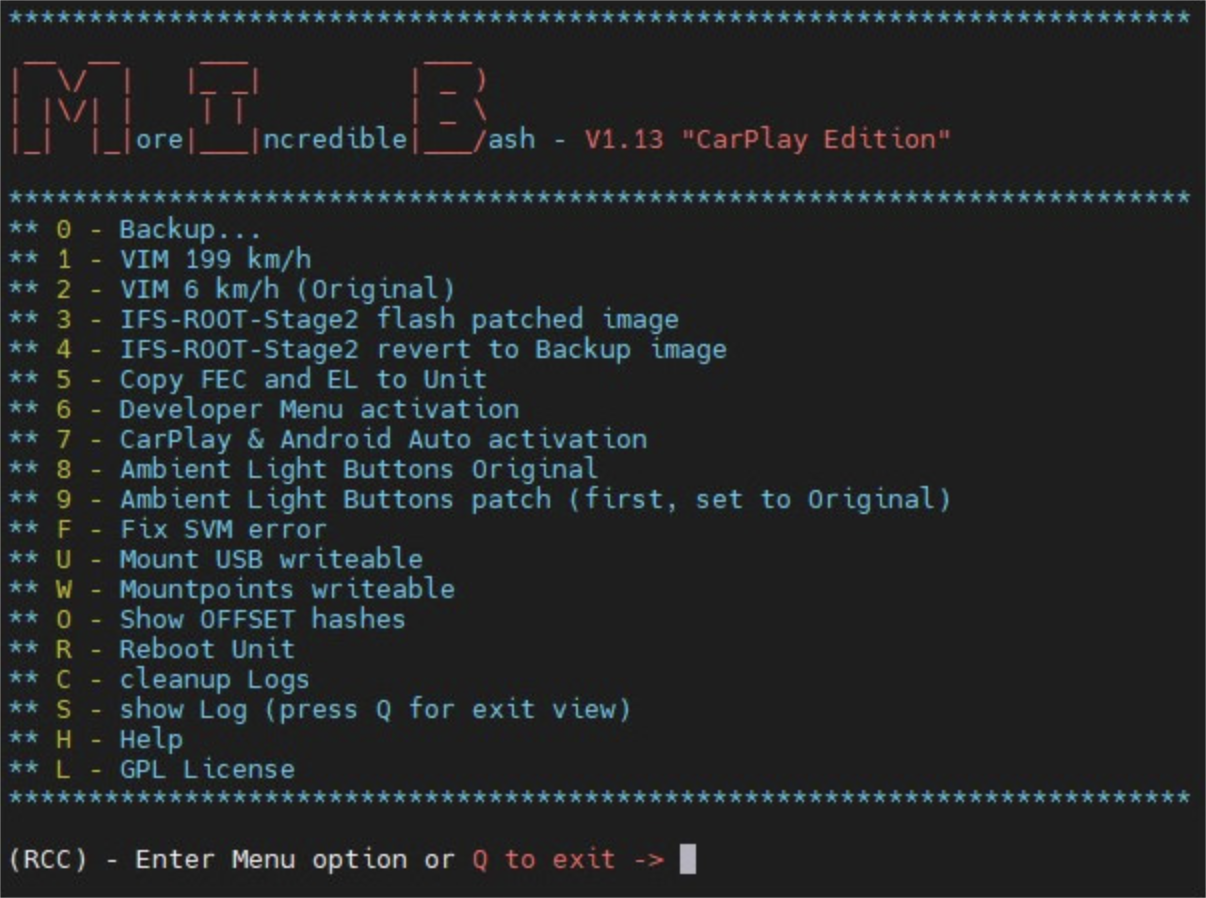 ********************************************************************************
More Incredible Bash - V1.13 "CarPlay Edition"
********************************************************************************
** 0 - Backup...
** 1 - VIM 199 km/h
** 2 - VIM 6 km/h (Original)
** 3 - IFS-ROOT-Stage2 flash patched image
** 4 - IFS-ROOT-Stage2 revert to Backup image
** 5 - Copy FEC and EL to Unit
** 6 - Developer Menu activation
** 7 - CarPlay & Android Auto activation
** 8 - Ambient Light Buttons Original
** 9 - Ambient Light Buttons patch (first, set to Original)
** F - Fix SVM error
** U - Mount USB writeable
** W - Mountpoints writeable
** O - Show OFFSET hashes
** R - Reboot Unit
** C - cleanup Logs
** S - show Log (press Q for exit view)
** H - Help
** L - GPL License
********************************************************************************
(RCC) - Enter Menu option or Q to exit ->